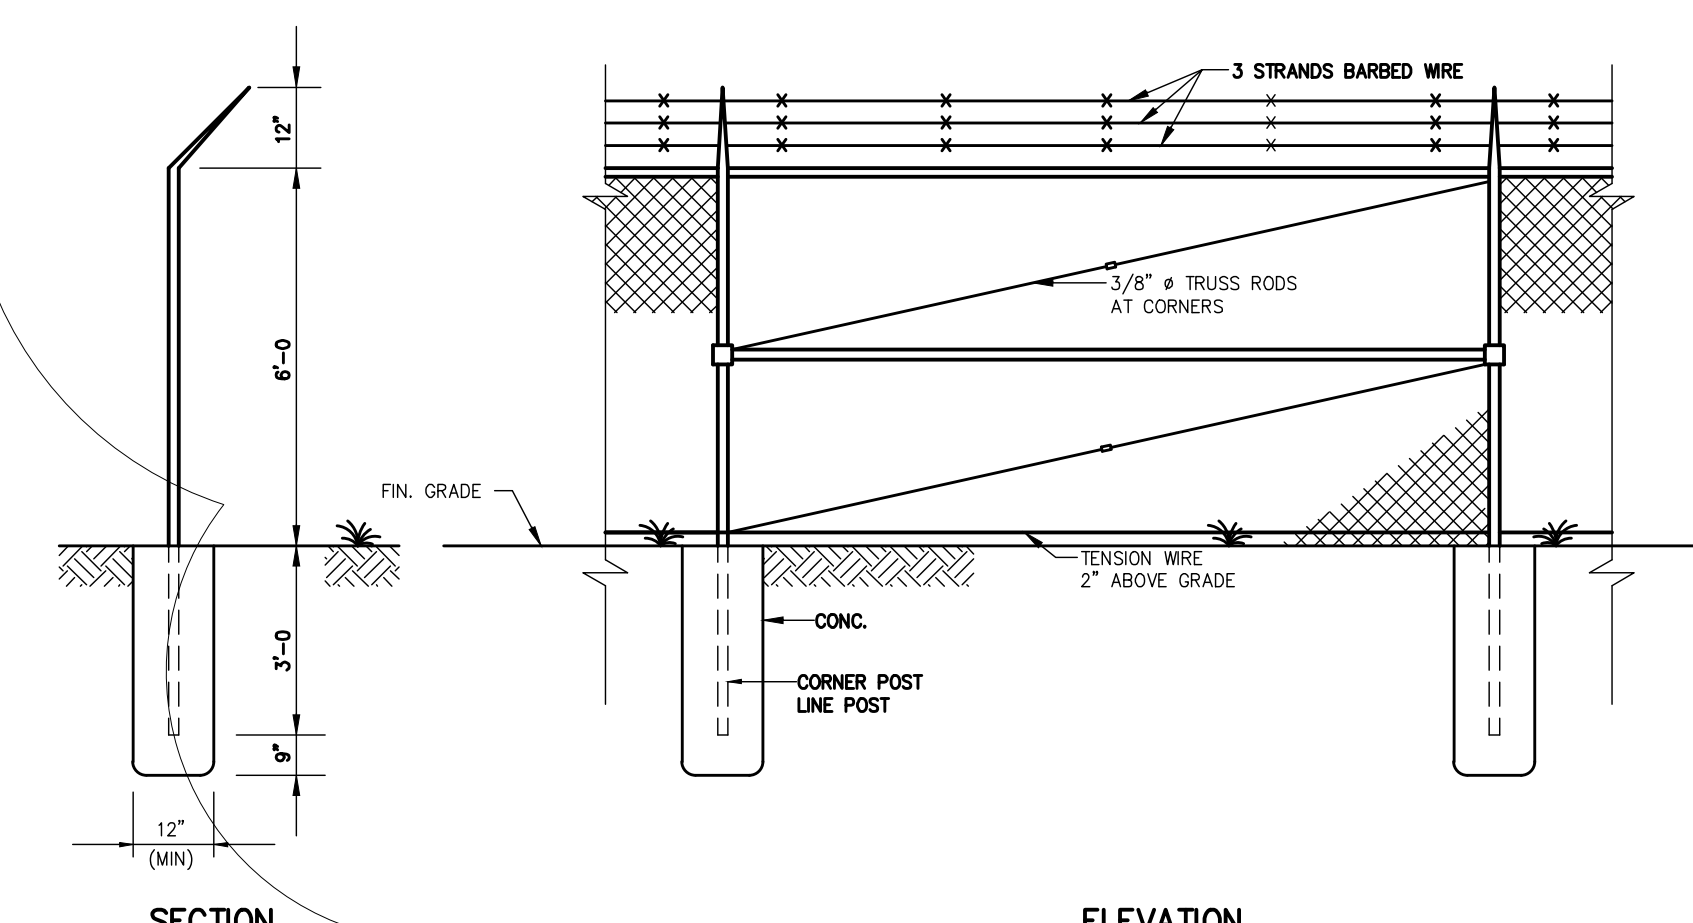 12"
6'-0
3'-0
9"
12"
(MIN)
SECTION
3 STRANDS BARBED WIRE
3/8" ø TRUSS RODS
AT CORNERS
FIN. GRADE
TENSION WIRE
2" ABOVE GRADE
CONC.
CORNER POST
LINE POST
ELEVATION